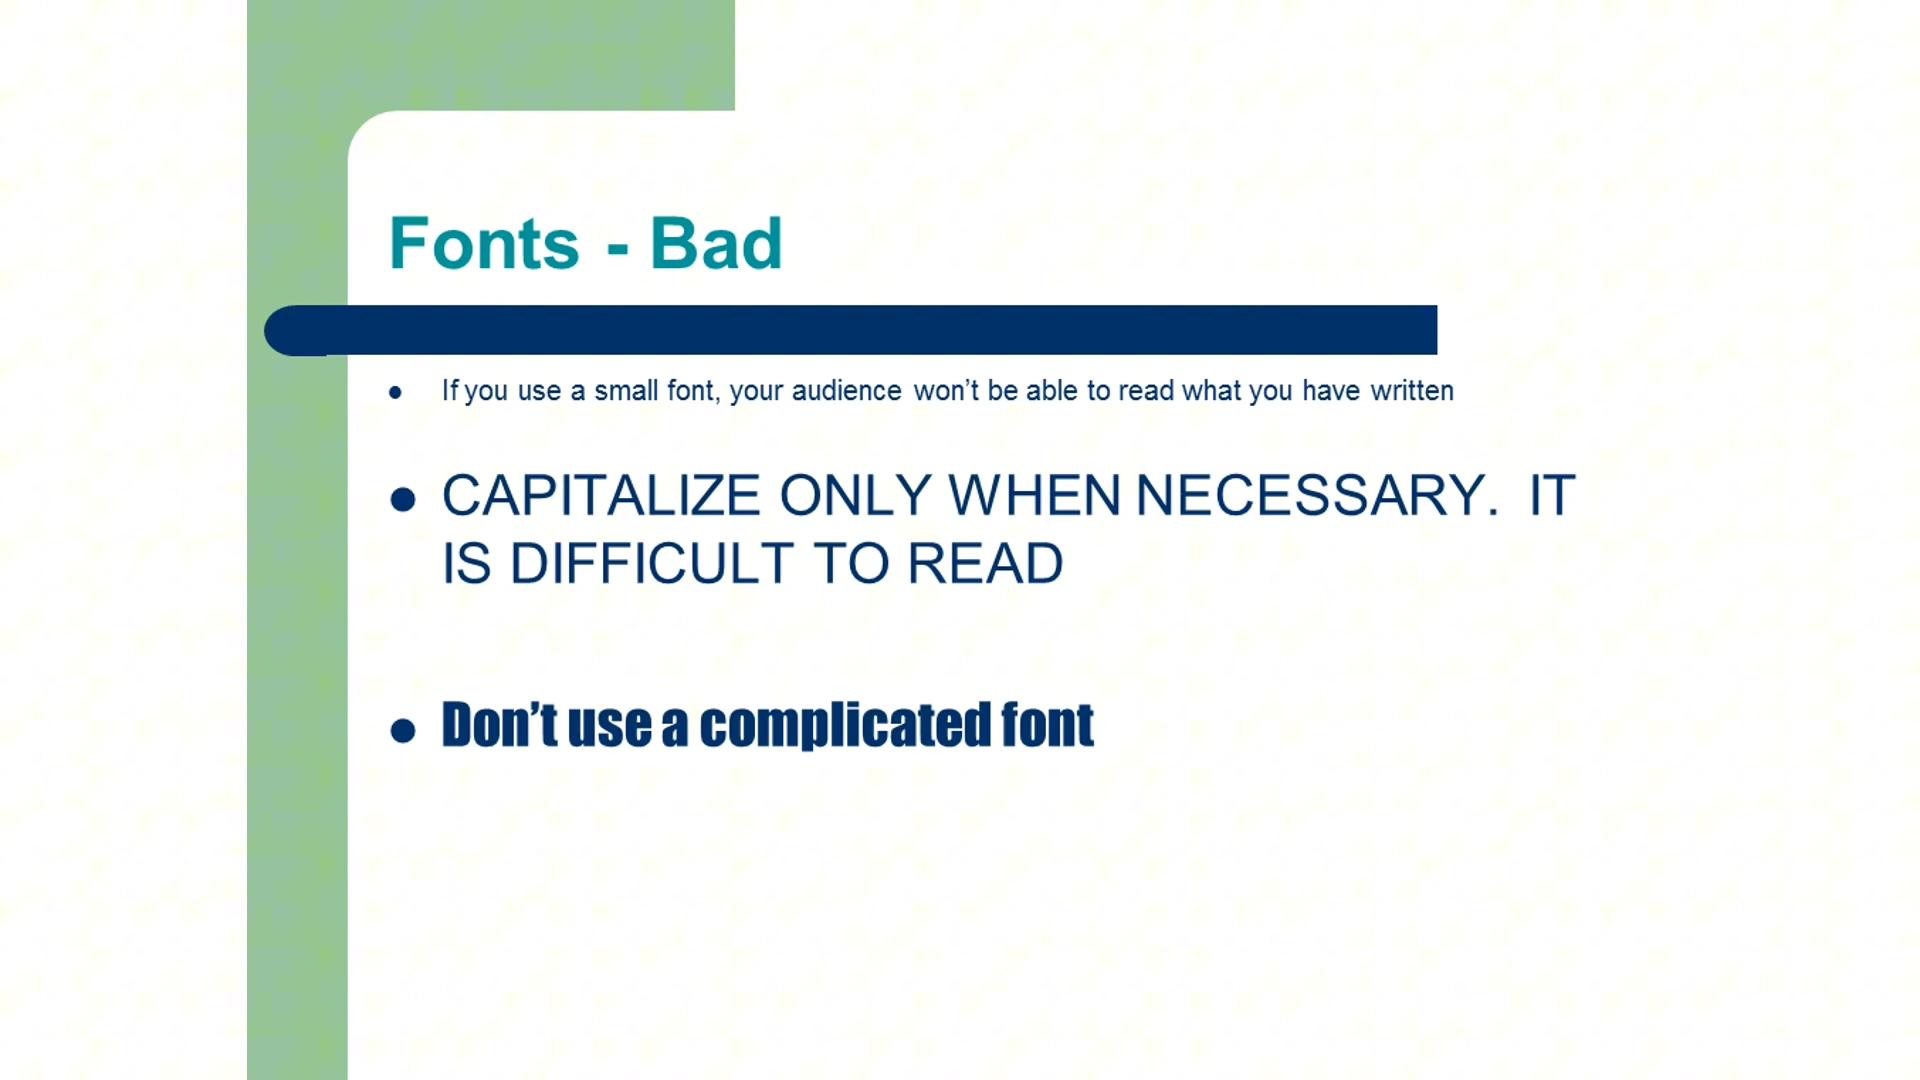 Fonts - Bad
If you use a small font, your audience won’t be able to read what you have written
CAPITALIZE ONLY WHEN NECESSARY.  IT
IS DIFFICULT TO READ
Don’t use a complicated font